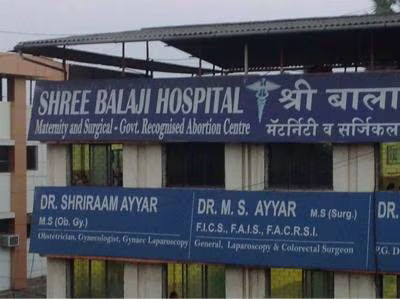 SHREE BALAJI HOSPITAL
Maternity and Surgical - Govt. Recognised Abortion Centre
श्री बाला
मॅटर्निटी व सर्जिकल
DR. SHRIRAAM AYYAR
M.S (Ob. Gy.)
Obstetrician, Gynecologist, Gynaec Laparoscopy
DR. M. S. AYYAR M.S (Surg.)
F.I.C.S., F.A.I.S., F.A.C.R.S.I.
General, Laparoscopy & Colorectal Surgeon
DR.
P.G. D